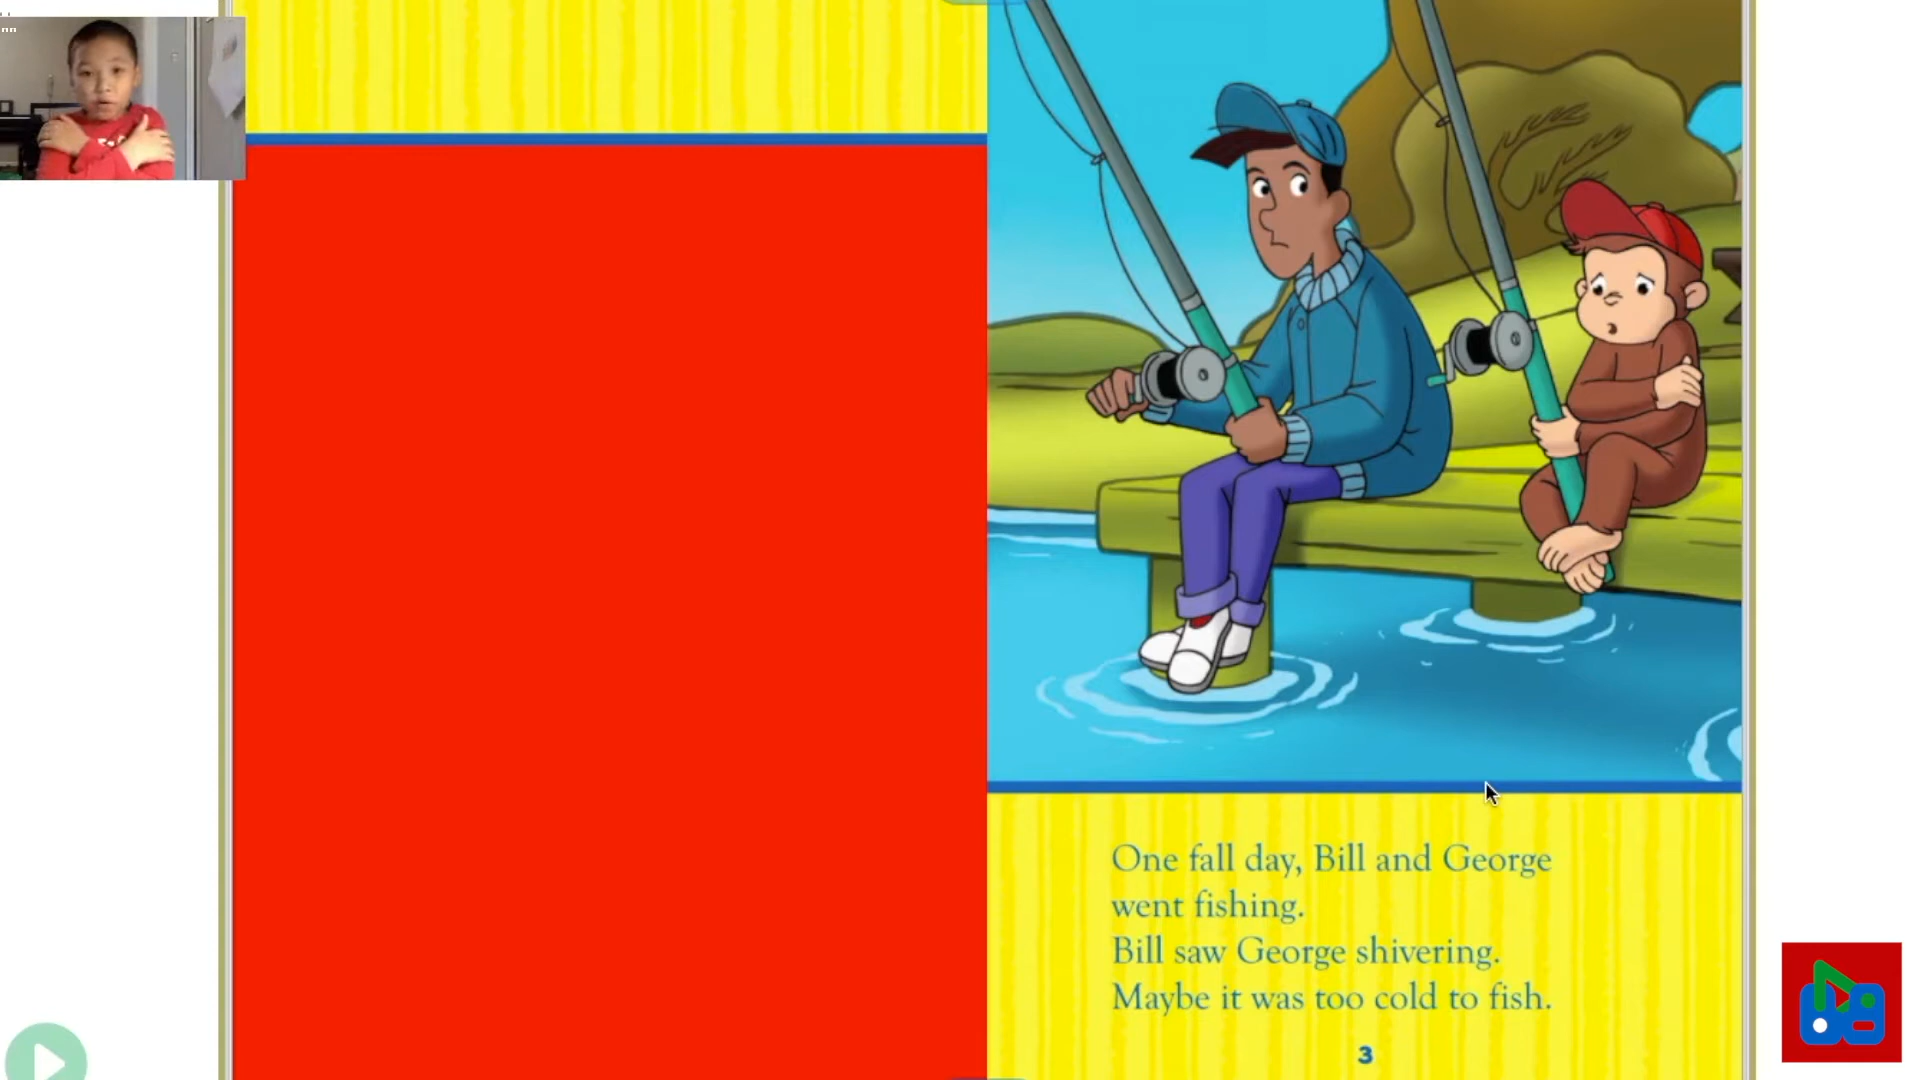 One fall day, Bill and George
went fishing.
Bill saw George shivering.
Maybe it was too cold to fish.
3